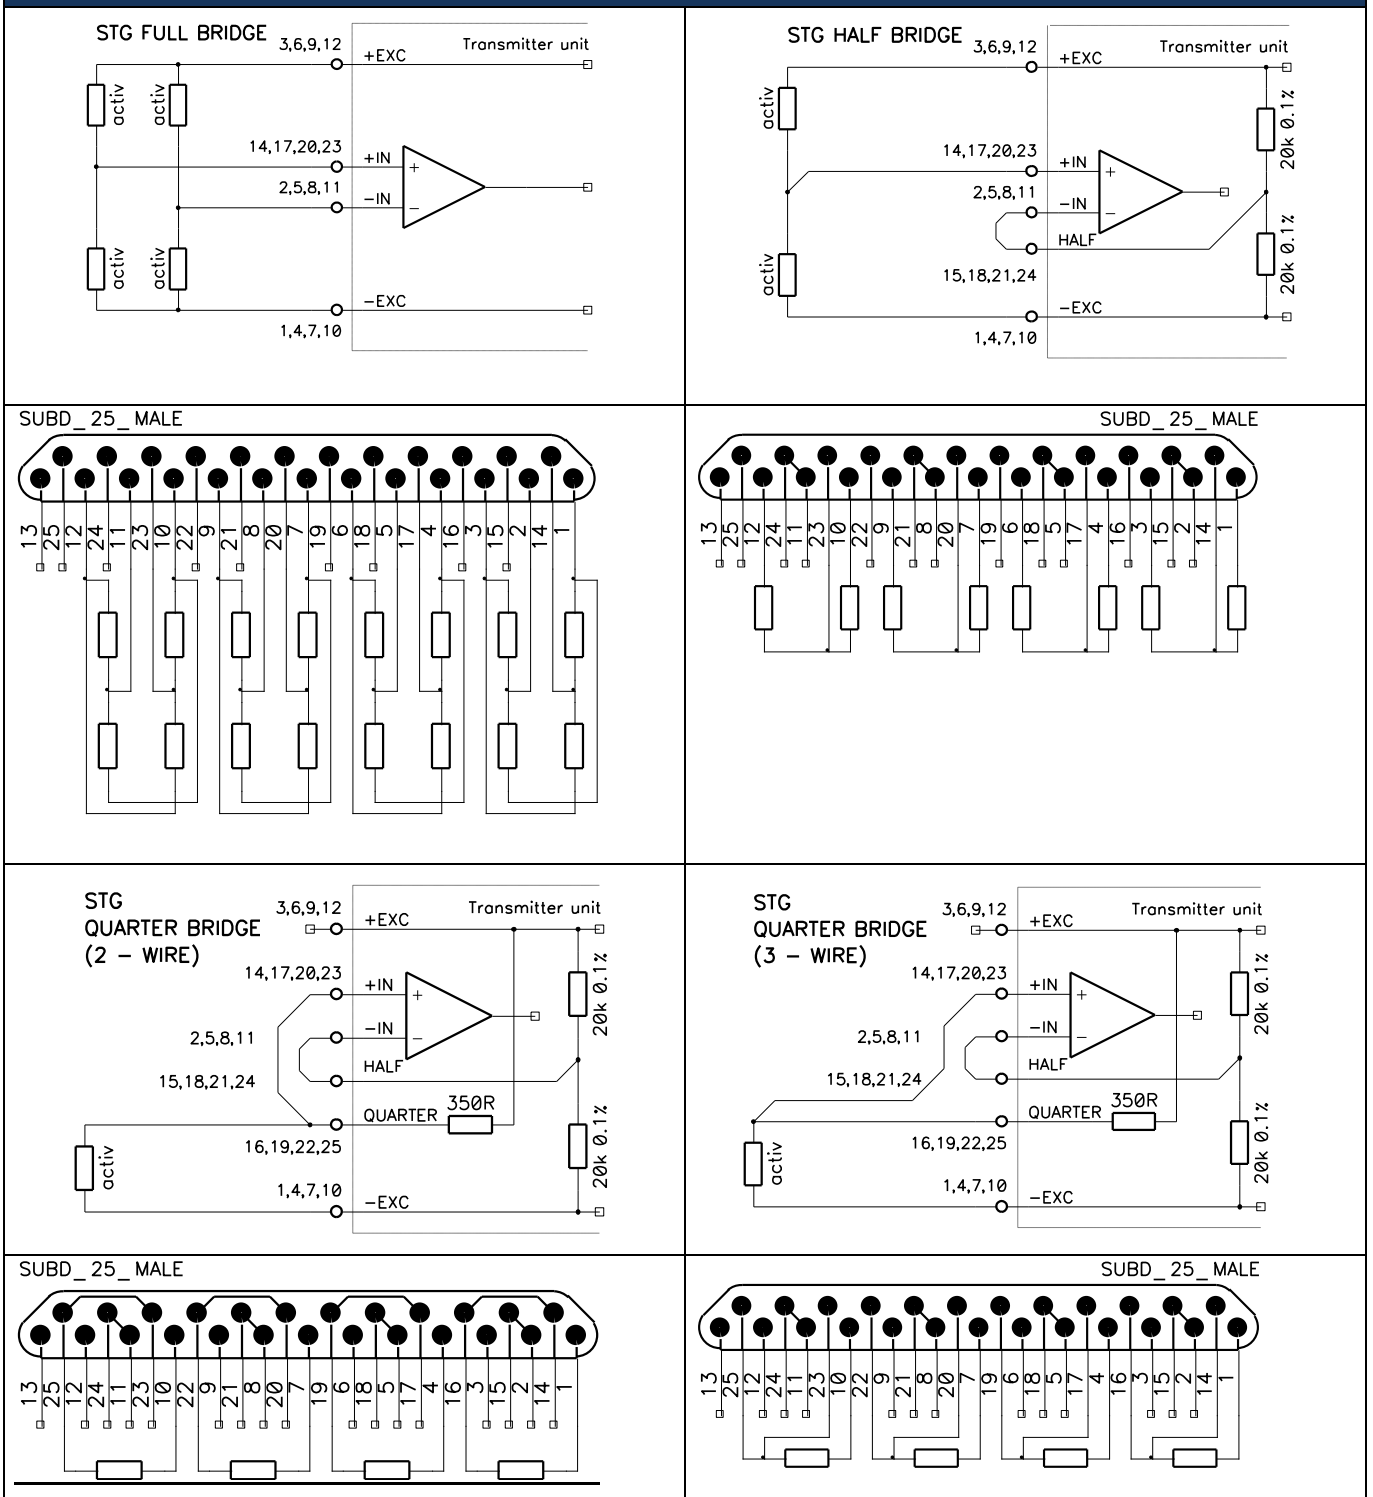 STG FULL BRIDGE
3,6,9,12
+EXC
Transmitter unit
activ
activ
14,17,20,23
+IN
2,5,8,11
−IN
activ
activ
−EXC
1,4,7,10
STG HALF BRIDGE
3,6,9,12
+EXC
Transmitter unit
activ
20k 0.1%
14,17,20,23
+IN
2,5,8,11
−IN
HALF
20k 0.1%
activ
15,18,21,24
−EXC
1,4,7,10
SUBD_25_MALE
13 25 12 24 11 23 10 22 9 21 8 20 7 19 6 18 5 17 4 16 3 15 2 14 1
SUBD_25_MALE
13 25 12 24 11 23 10 22 9 21 8 20 7 19 6 18 5 17 4 16 3 15 2 14 1
STG
QUARTER BRIDGE
(2 − WIRE)
3,6,9,12
+EXC
Transmitter unit
14,17,20,23
+IN
20k 0.1%
2,5,8,11
−IN
HALF
15,18,21,24
350R
QUARTER
16,19,22,25
activ
20k 0.1%
1,4,7,10
−EXC
STG
QUARTER BRIDGE
(3 − WIRE)
3,6,9,12
+EXC
Transmitter unit
14,17,20,23
+IN
20k 0.1%
2,5,8,11
−IN
HALF
15,18,21,24
350R
QUARTER
16,19,22,25
activ
20k 0.1%
1,4,7,10
−EXC
SUBD_25_MALE
13 25 12 24 11 23 10 22 9 21 8 20 7 19 6 18 5 17 4 16 3 15 2 14 1
SUBD_25_MALE
13 25 12 24 11 23 10 22 9 21 8 20 7 19 6 18 5 17 4 16 3 15 2 14 1